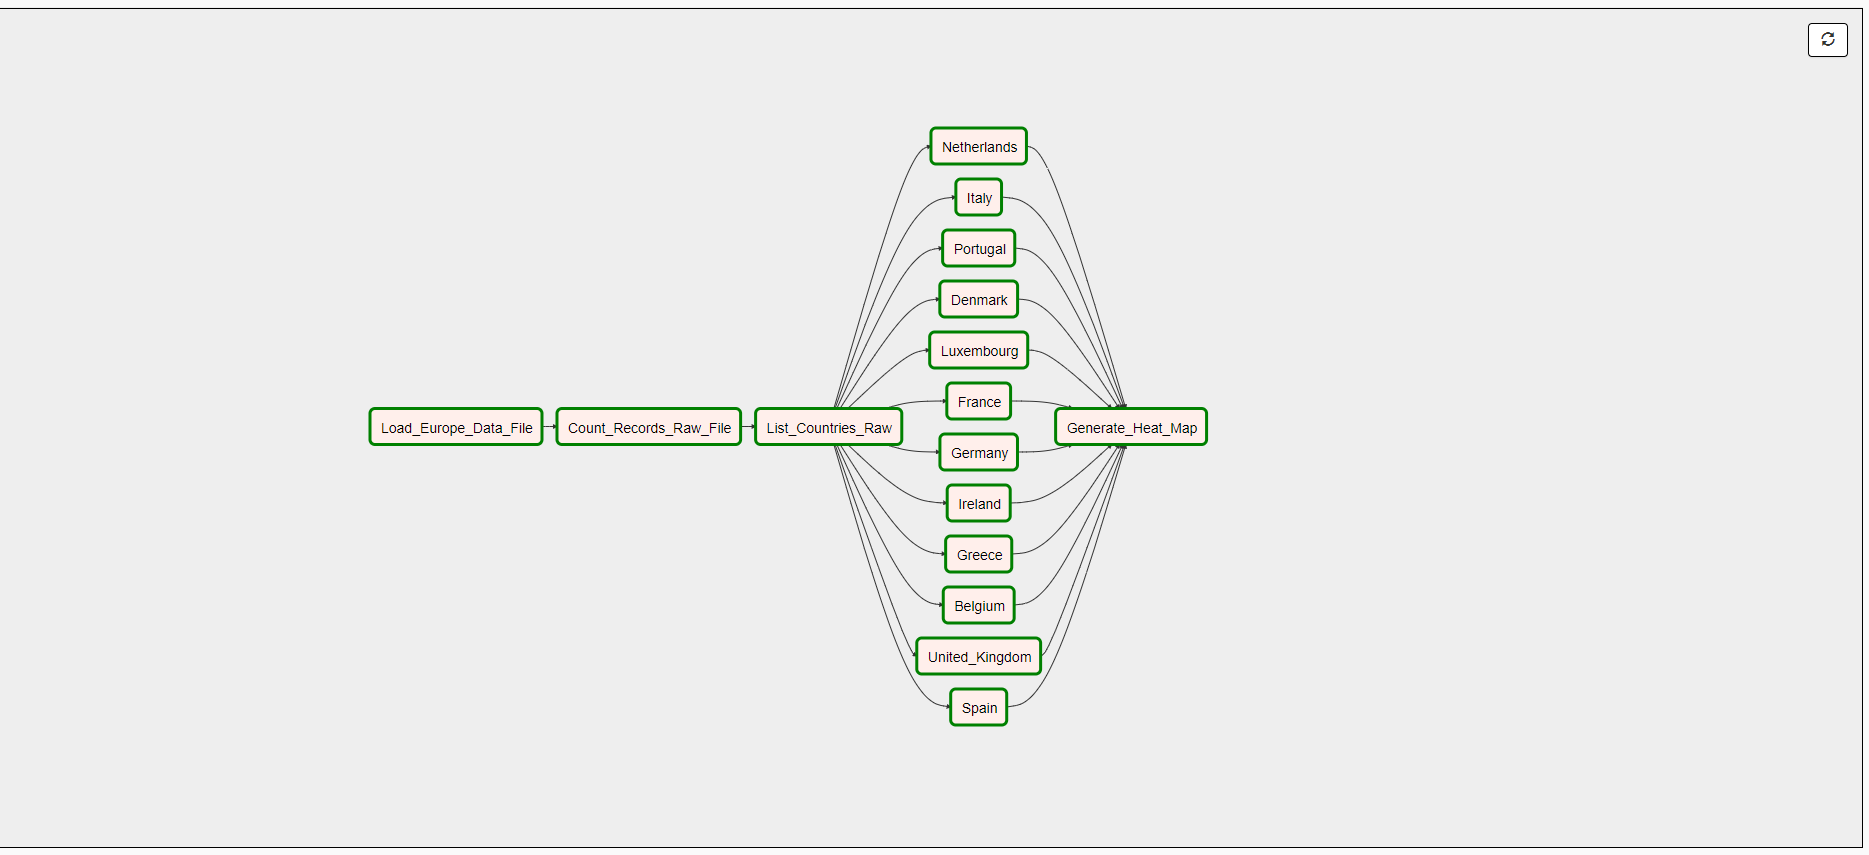 Netherlands
Italy
Portugal
Denmark
Luxembourg
France
Load_Europe_Data_File
Count_Records_Raw_File
List_Countries_Raw
Generate_Heat_Map
Germany
Ireland
Greece
Belgium
United_Kingdom
Spain